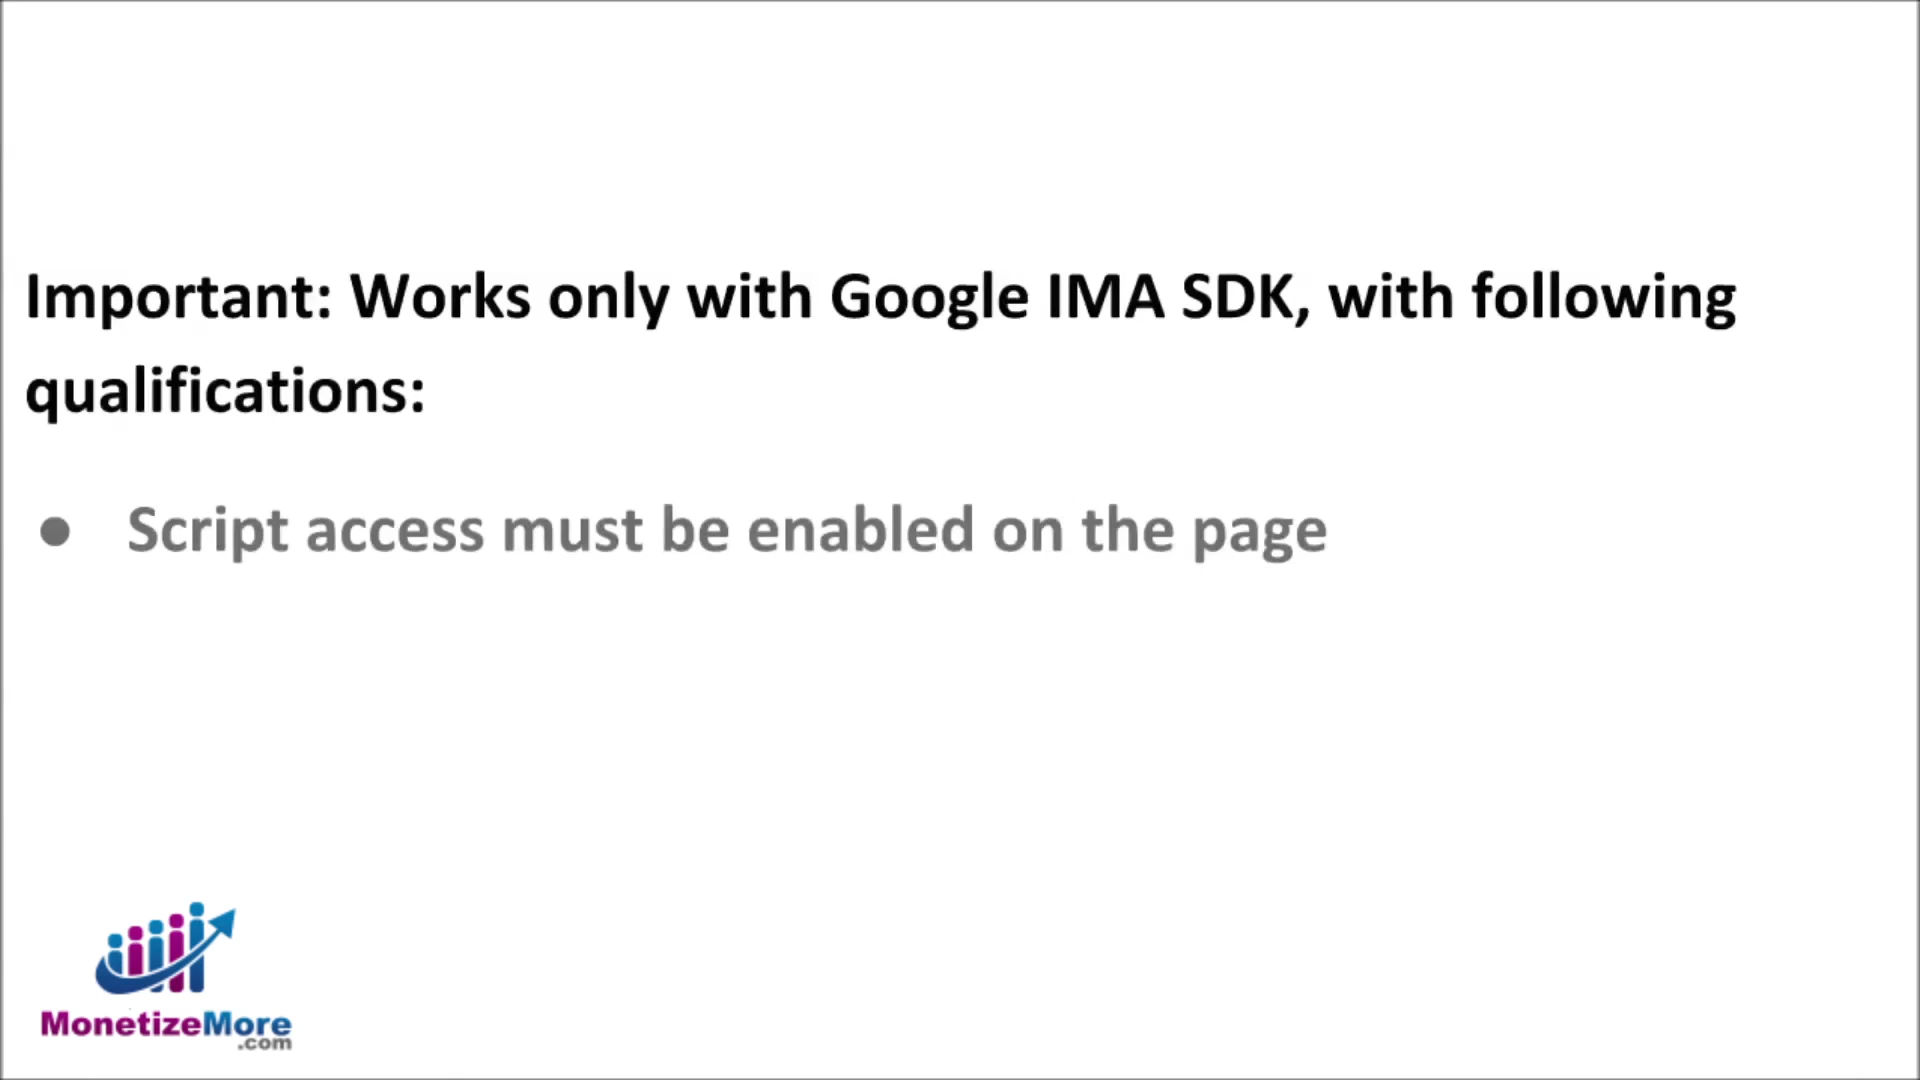 Important: Works only with Google IMA SDK, with following
qualifications:
● Script access must be enabled on the page
MonetizeMore
.com